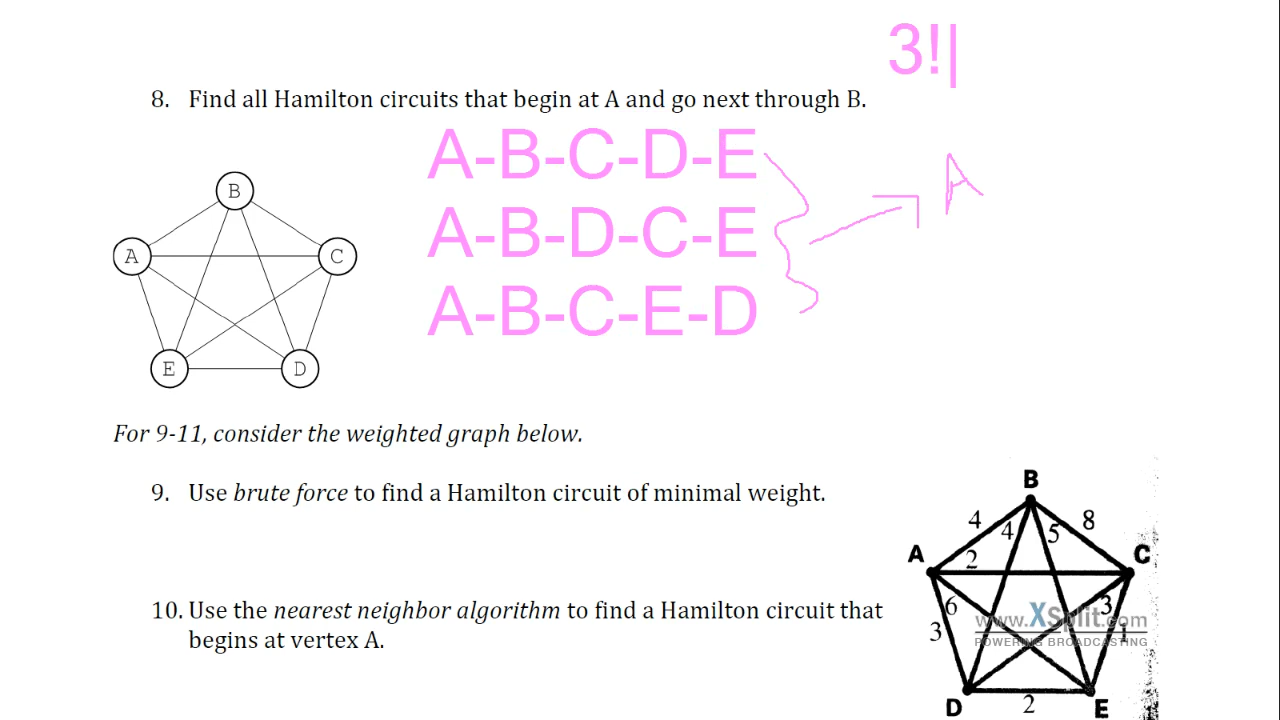 3!|
8. Find all Hamilton circuits that begin at A and go next through B.
A-B-C-D-E
A-B-D-C-E
A-B-C-E-D
A
B
A
C
E
D
For 9-11, consider the weighted graph below.
9. Use brute force to find a Hamilton circuit of minimal weight.
10. Use the nearest neighbor algorithm to find a Hamilton circuit that
begins at vertex A.
B
4
8
4
5
A
2
C
6
3
3
1
www.XSplit.com
POWERING BROADCASTING
D
2
E